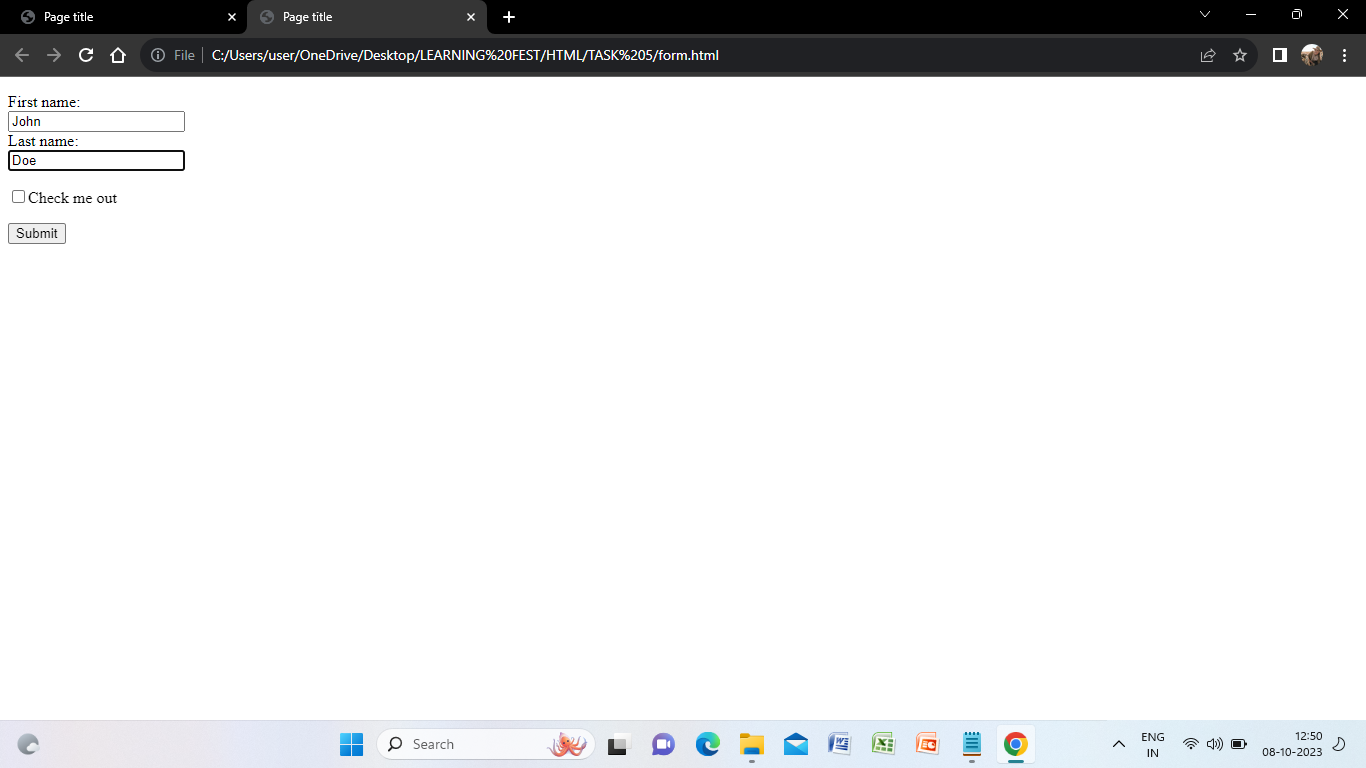 Page title
Page title
File
C:/Users/user/OneDrive/Desktop/LEARNING%20FEST/HTML/TASK%205/form.html
First name:
John
Last name:
Doe
Check me out
Submit
Search
ENG
IN
12:50
08-10-2023